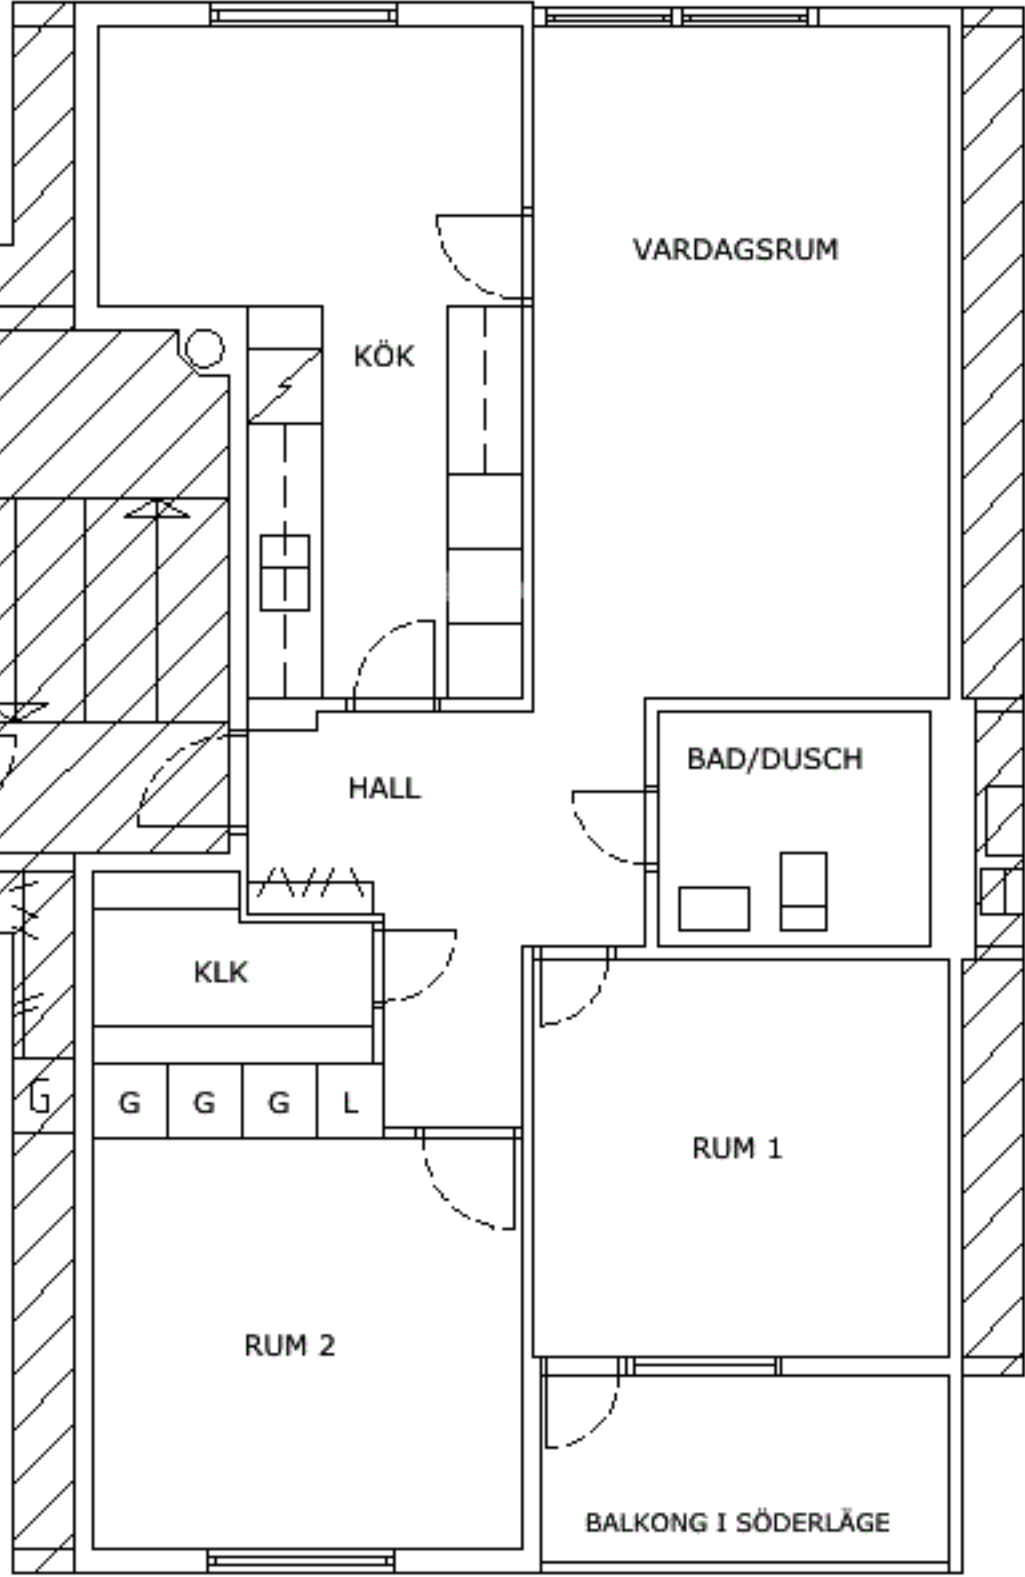 VARDAGSRUM
KÖK
BAD/DUSCH
HALL
KLK
G G G G L
RUM 1
RUM 2
BALKONG I SÖDERLÄGE